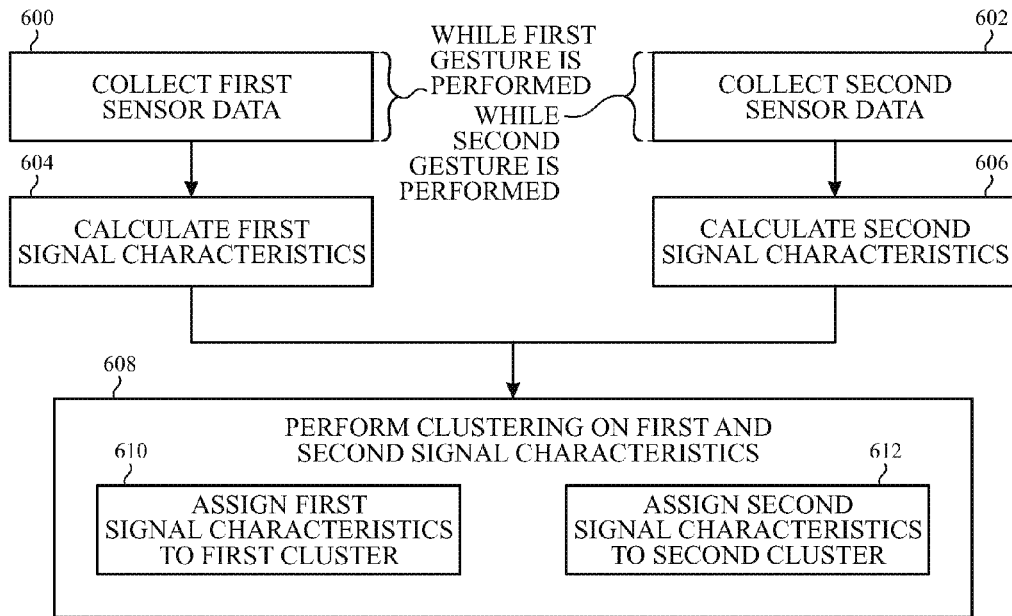 600
COLLECT FIRST
SENSOR DATA
WHILE FIRST
GESTURE IS
PERFORMED
WHILE
SECOND
GESTURE IS
PERFORMED
602
COLLECT SECOND
SENSOR DATA
604
CALCULATE FIRST
SIGNAL CHARACTERISTICS
606
CALCULATE SECOND
SIGNAL CHARACTERISTICS
608
PERFORM CLUSTERING ON FIRST AND
SECOND SIGNAL CHARACTERISTICS
610
ASSIGN FIRST
SIGNAL CHARACTERISTICS
TO FIRST CLUSTER
612
ASSIGN SECOND
SIGNAL CHARACTERISTICS
TO SECOND CLUSTER